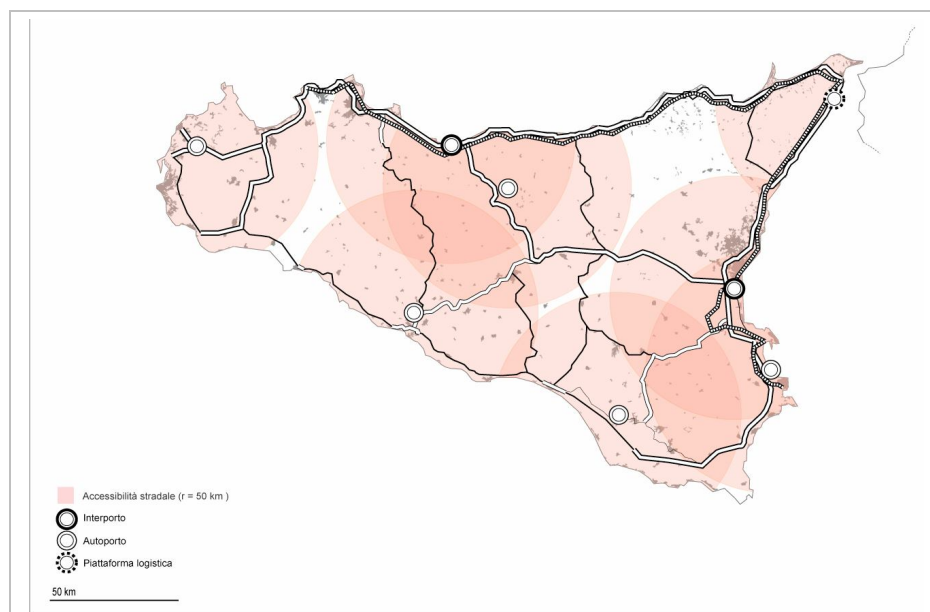 Accessibilità stradale (r = 50 km )
Interporto
Autoporto
Piattaforma logistica
50 km